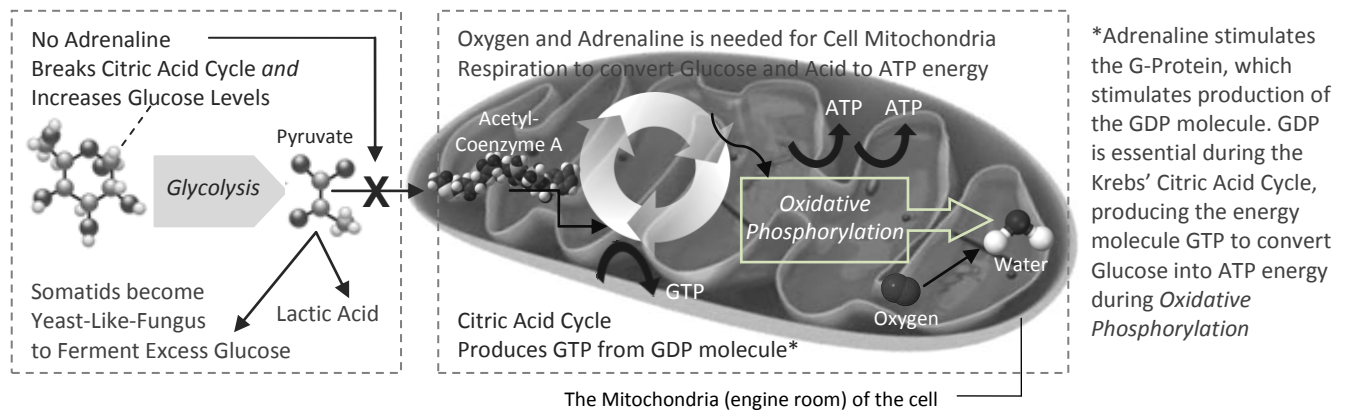 No Adrenaline
Breaks Citric Acid Cycle and
Increases Glucose Levels
Pyruvate
Glycolysis
X
Somatids become
Yeast-Like-Fungus
to Ferment Excess Glucose
Lactic Acid
Oxygen and Adrenaline is needed for Cell Mitochondria
Respiration to convert Glucose and Acid to ATP energy
Acetyl-
Coenzyme A
ATP
ATP
Oxidative
Phosphorylation
Water
GTP
Oxygen
Citric Acid Cycle
Produces GTP from GDP molecule*
The Mitochondria (engine room) of the cell
*Adrenaline stimulates
the G-Protein, which
stimulates production of
the GDP molecule. GDP
is essential during the
Krebs’ Citric Acid Cycle,
producing the energy
molecule GTP to convert
Glucose into ATP energy
during Oxidative
Phosphorylation